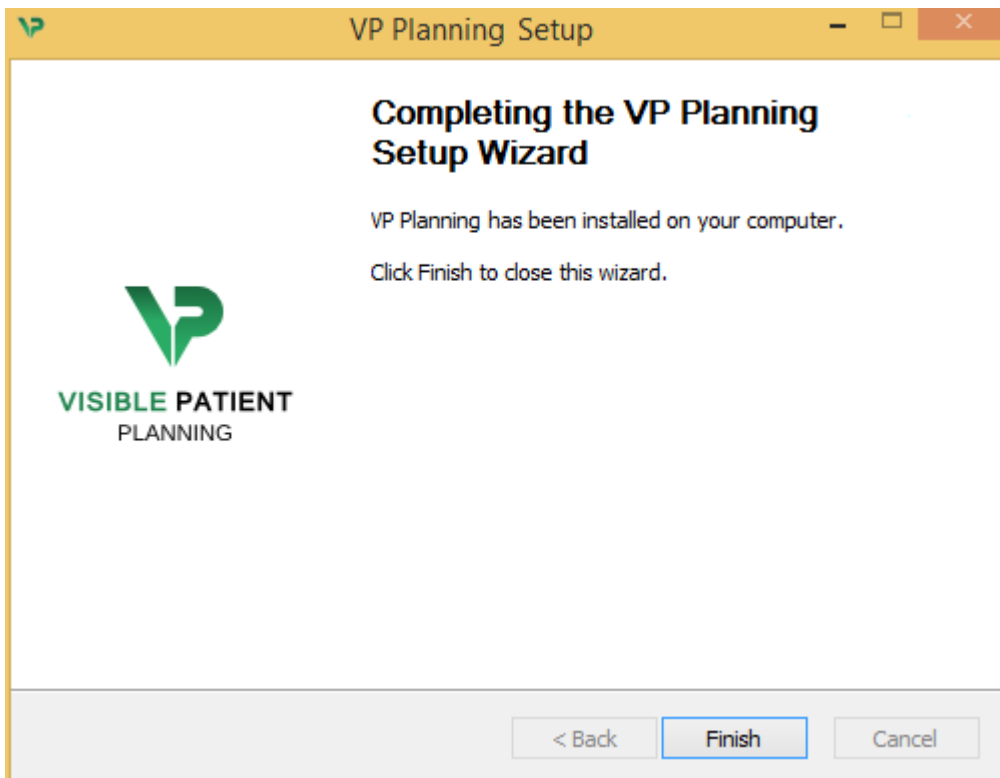 VP Planning Setup
Completing the VP Planning
Setup Wizard
VP Planning has been installed on your computer.
Click Finish to close this wizard.
VP
VISIBLE PATIENT
PLANNING
< Back
Finish
Cancel